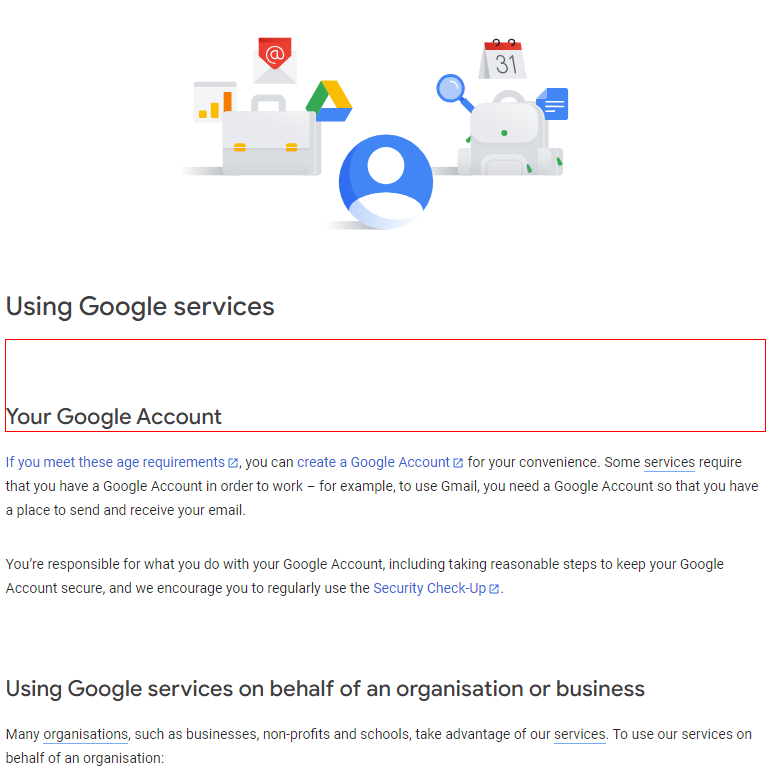 @
31
Using Google services
Your Google Account
If you meet these age requirements, you can create a Google Account for your convenience. Some services require
that you have a Google Account in order to work – for example, to use Gmail, you need a Google Account so that you have
a place to send and receive your email.
You’re responsible for what you do with your Google Account, including taking reasonable steps to keep your Google
Account secure, and we encourage you to regularly use the Security Check-Up.
Using Google services on behalf of an organisation or business
Many organisations, such as businesses, non-profits and schools, take advantage of our services. To use our services on
behalf of an organisation: